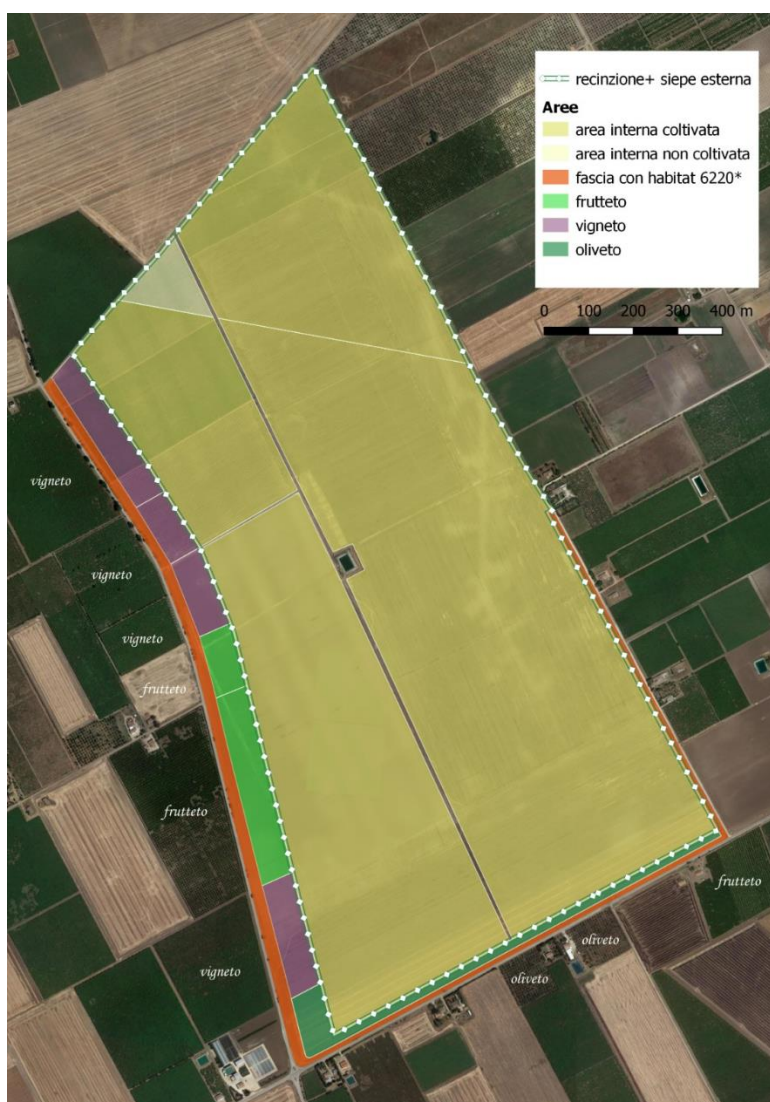 recinzione+ siepe esterna
Aree
area interna coltivata
area interna non coltivata
fascia con habitat 6220*
frutteto
vigneto
oliveto
0 100 200 300 400 m
vigneto
vigneto
vigneto
frutteto
frutteto
vigneto
frutteto
oliveto
oliveto